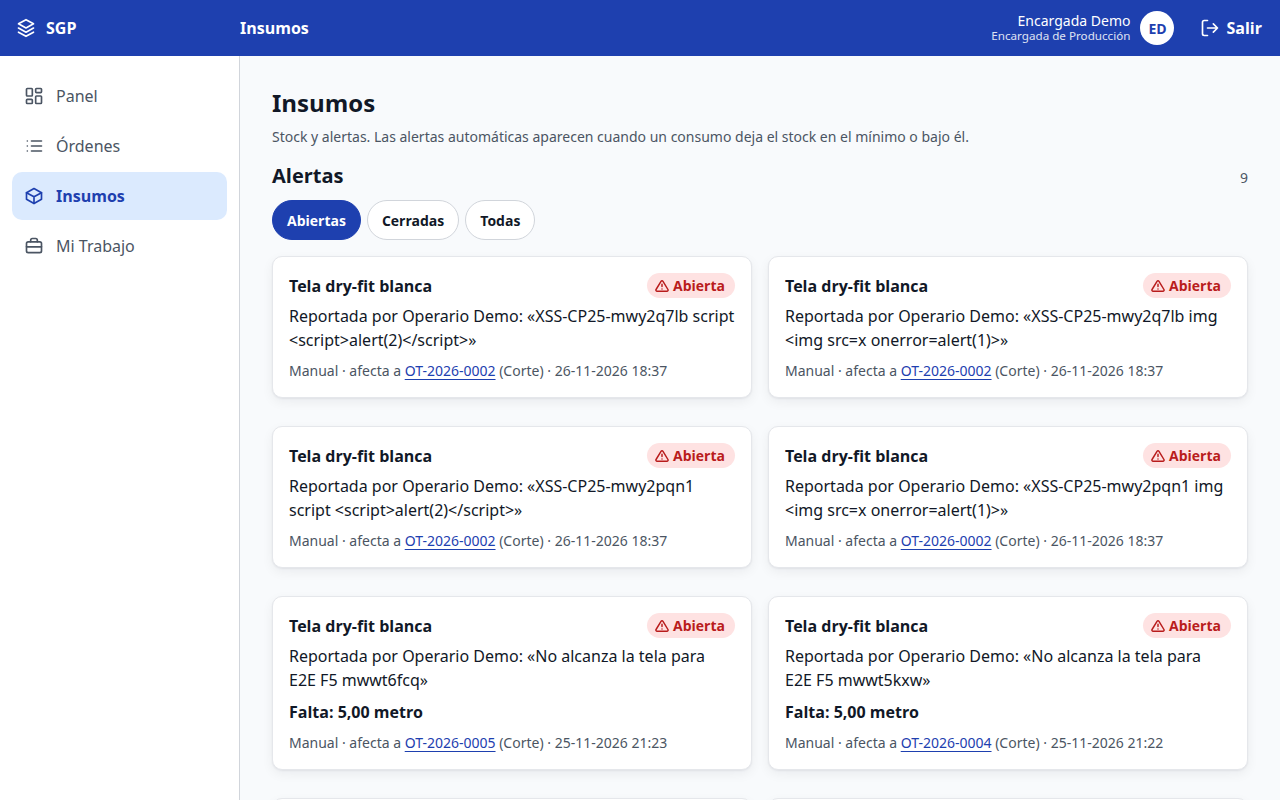 SGP
Insumos
Encargada Demo
Encargada de Producción
ED
Salir
Panel
Órdenes
Insumos
Mi Trabajo
Insumos
Stock y alertas. Las alertas automáticas aparecen cuando un consumo deja el stock en el mínimo o bajo él.
Alertas
9
Abiertas
Cerradas
Todas
Tela dry-fit blanca
Abierta
Reportada por Operario Demo: «XSS-CP25-mwy2q7lb script
<script>alert(2)</script>»
Manual · afecta a OT-2026-0002 (Corte) · 26-11-2026 18:37
Tela dry-fit blanca
Abierta
Reportada por Operario Demo: «XSS-CP25-mwy2q7lb img
<img src=x onerror=alert(1)>»
Manual · afecta a OT-2026-0002 (Corte) · 26-11-2026 18:37
Tela dry-fit blanca
Abierta
Reportada por Operario Demo: «XSS-CP25-mwy2pqn1
script <script>alert(2)</script>»
Manual · afecta a OT-2026-0002 (Corte) · 26-11-2026 18:37
Tela dry-fit blanca
Abierta
Reportada por Operario Demo: «XSS-CP25-mwy2pqn1 img
<img src=x onerror=alert(1)>»
Manual · afecta a OT-2026-0002 (Corte) · 26-11-2026 18:37
Tela dry-fit blanca
Abierta
Reportada por Operario Demo: «No alcanza la tela para
E2E F5 mwwt6fcq»
Falta: 5,00 metro
Manual · afecta a OT-2026-0005 (Corte) · 25-11-2026 21:23
Tela dry-fit blanca
Abierta
Reportada por Operario Demo: «No alcanza la tela para
E2E F5 mwwt5kxw»
Falta: 5,00 metro
Manual · afecta a OT-2026-0004 (Corte) · 25-11-2026 21:22